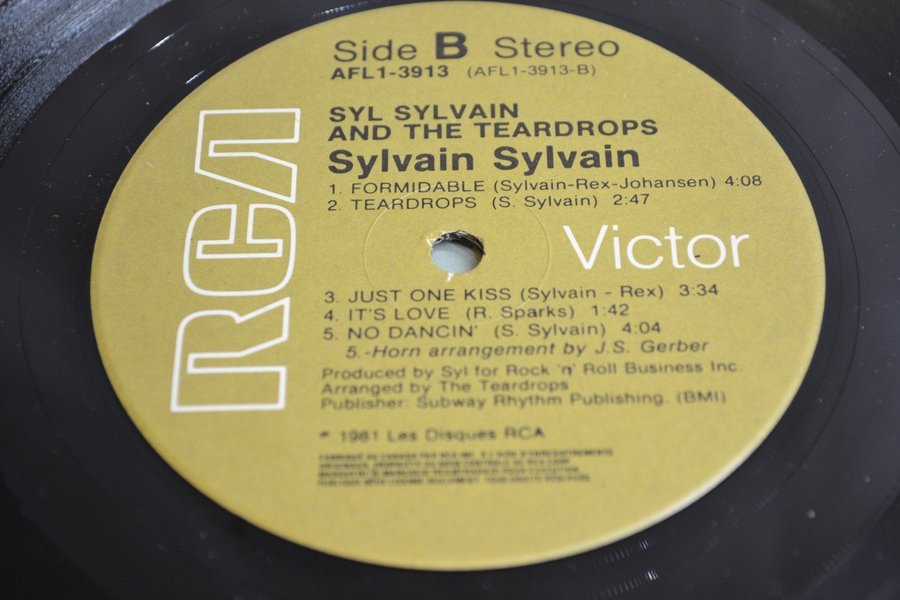 Side B Stereo
AFL1-3913 (AFL1-3913-B)
SYL SYLVAIN
AND THE TEARDROPS
Sylvain Sylvain
1. FORMIDABLE (Sylvain-Rex-Johansen) 4:08
2. TEARDROPS (S. Sylvain) 2:47
RCA
Victor
3. JUST ONE KISS (Sylvain - Rex) 3:34
4. IT'S LOVE (R. Sparks) 1:42
5. NO DANCIN' (S. Sylvain) 4:04
5.-Horn arrangement by J.S. Gerber
Produced by Syl for Rock 'n' Roll Business Inc.
Arranged by The Teardrops
Publisher: Subway Rhythm Publishing. (BMI)
1981 Les Disques RCA